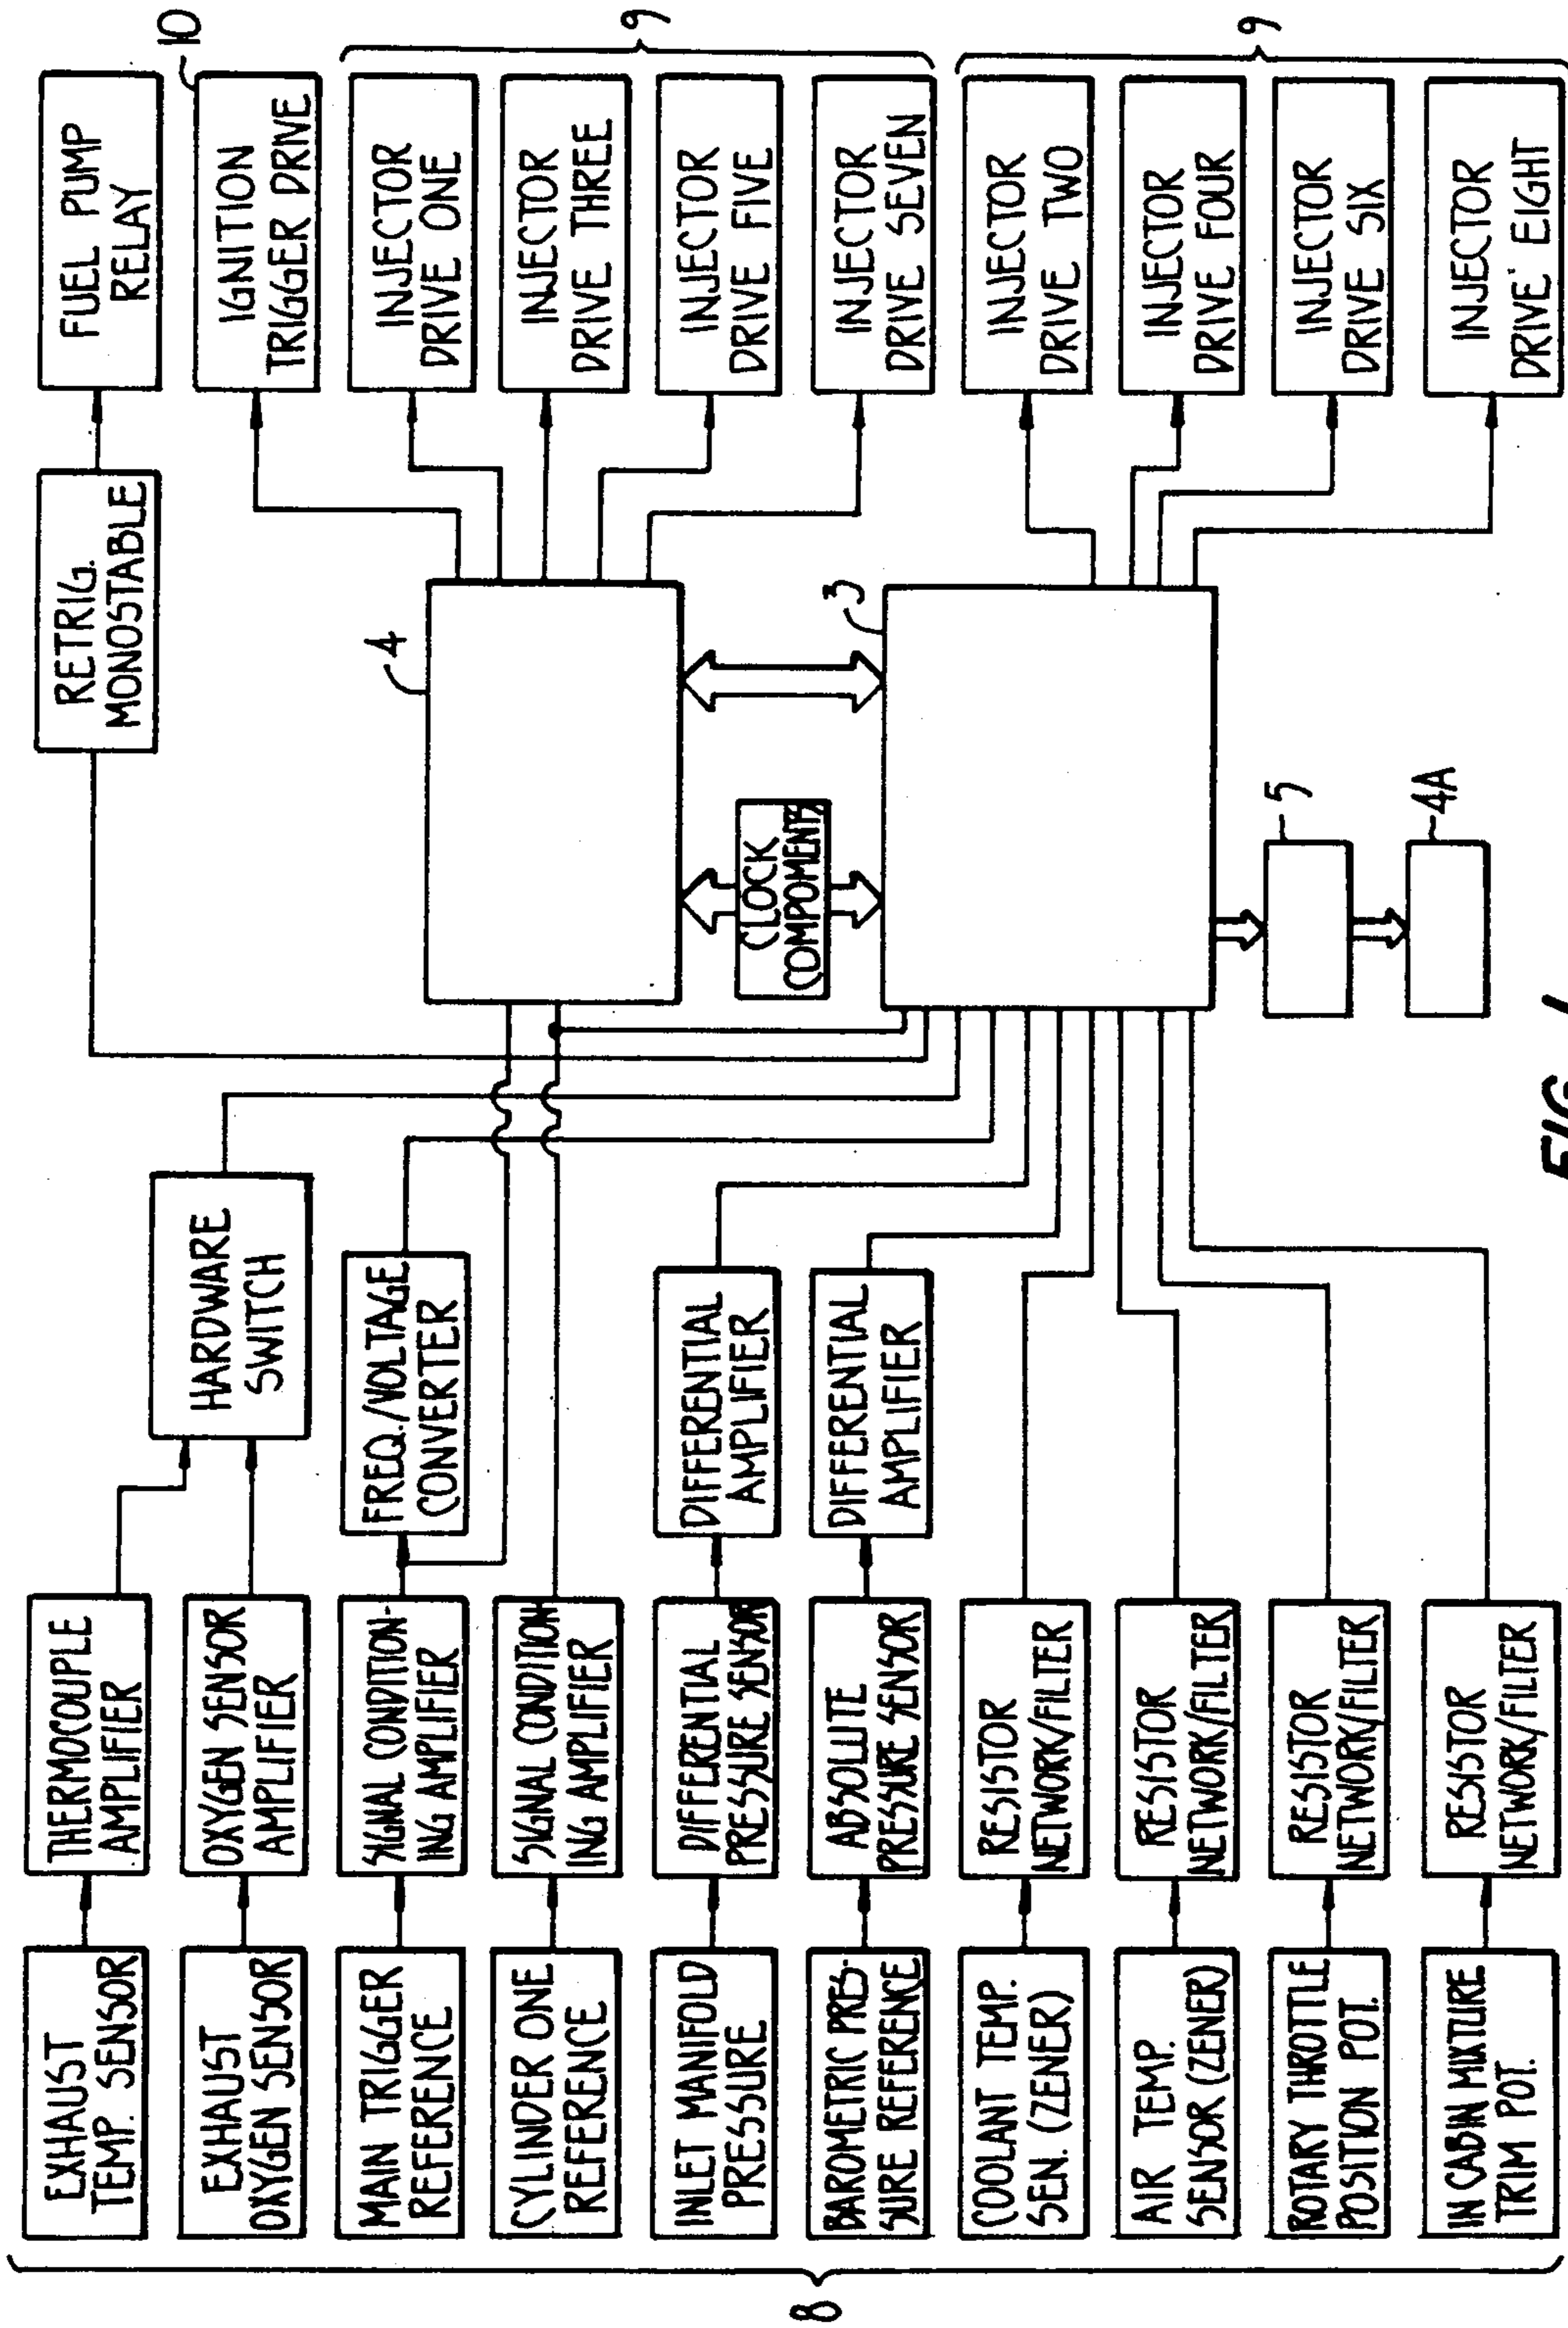 EXHAUST
TEMP. SENSOR
THERMOCOUPLE
AMPLIFIER
EXHAUST
OXYGEN SENSOR
OXYGEN SENSOR
AMPLIFIER
HARDWARE
SWITCH
MAIN TRIGGER
REFERENCE
SIGNAL CONDITION-
ING AMPLIFIER
FREQ./VOLTAGE
CONVERTER
CYLINDER ONE
REFERENCE
SIGNAL CONDITION
ING AMPLIFIER
INLET MANIFOLD
PRESSURE
DIFFERENTIAL
PRESSURE SENSOR
DIFFERENTIAL
AMPLIFIER
BAROMETRIC PRES-
SURE REFERENCE
ABSOLUTE
PRESSURE SENSOR
DIFFERENTIAL
AMPLIFIER
COOLANT TEMP.
SEN. (ZENER)
RESISTOR
NETWORK/FILTER
AIR TEMP.
SENSOR (ZENER)
RESISTOR
NETWORK/FILTER
ROTARY THROTTLE
POSITION POT.
RESISTOR
NETWORK/FILTER
IN CABIN MIXTURE
TRIM POT.
RESISTOR
NETWORK/FILTER
8
RETRIG.
MONOSTABLE
FUEL PUMP
RELAY
4
CLOCK
COMPOMENTS
3
5
4A
10
IGNITION
TRIGGER DRIVE
INJECTOR
DRIVE ONE
INJECTOR
DRIVE THREE
INJECTOR
DRIVE FIVE
INJECTOR
DRIVE SEVEN
9
INJECTOR
DRIVE TWO
INJECTOR
DRIVE FOUR
INJECTOR
DRIVE SIX
INJECTOR
DRIVE EIGHT
9